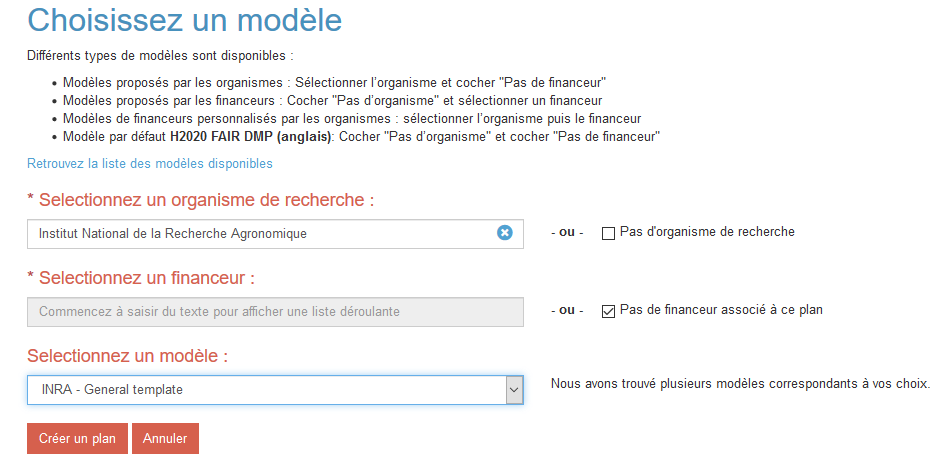 Choisissez un modèle
Différents types de modèles sont disponibles :
• Modèles proposés par les organismes : Sélectionner l'organisme et cocher "Pas de financeur"
• Modèles proposés par les financeurs : Cocher "Pas d'organisme" et sélectionner un financeur
• Modèles de financeurs personnalisés par les organismes : sélectionner l'organisme puis le financeur
• Modèle par défaut H2020 FAIR DMP (anglais): Cocher "Pas d'organisme" et cocher "Pas de financeur"
Retrouvez la liste des modèles disponibles
* Selectionnez un organisme de recherche :
Institut National de la Recherche Agronomique - ou - Pas d'organisme de recherche
* Selectionnez un financeur :
Commencez à saisir du texte pour afficher une liste déroulante - ou - Pas de financeur associé à ce plan
Selectionnez un modèle :
INRA - General template Nous avons trouvé plusieurs modèles correspondants à vos choix.
Créer un plan Annuler